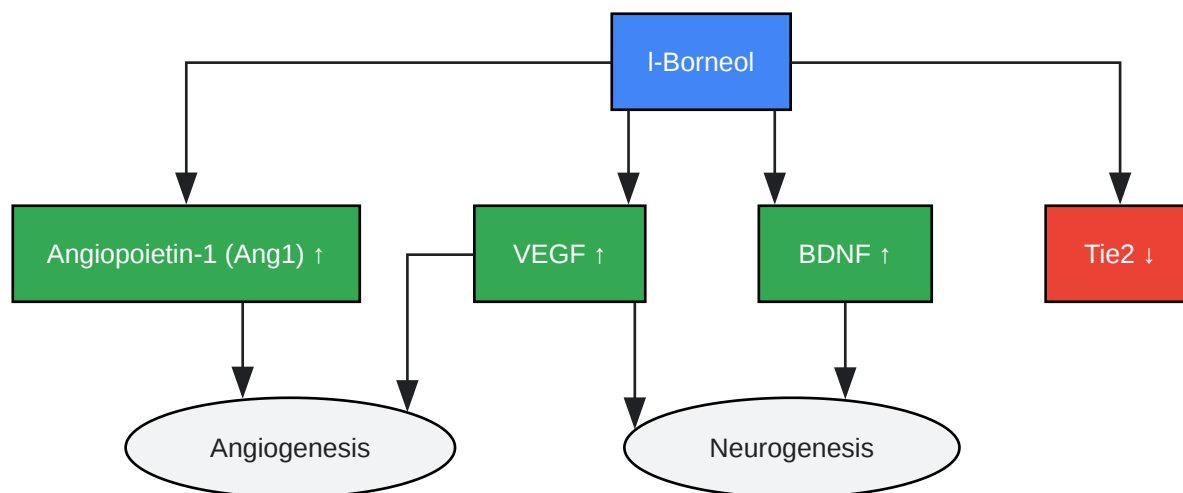 l-Borneol
Angiopoietin-1 (Ang1) ↑
VEGF ↑
BDNF ↑
Tie2 ↓
Angiogenesis
Neurogenesis